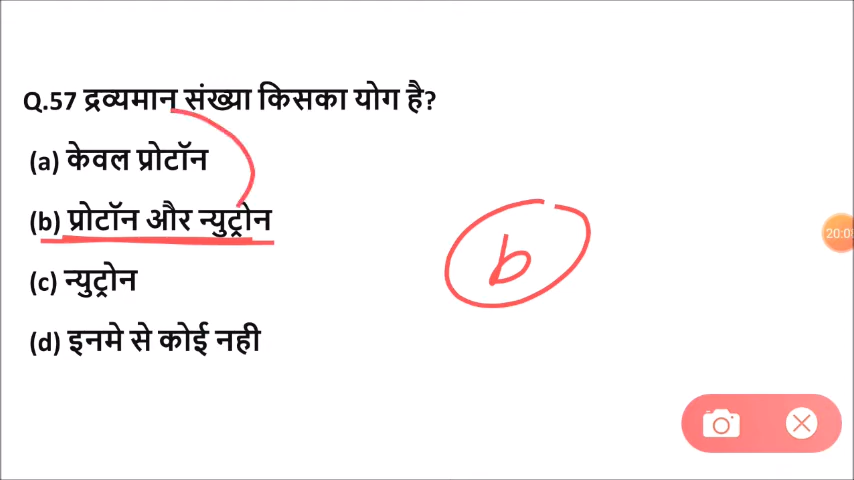 Q.57 द्रव्यमान संख्या किसका योग है?
(a) केवल प्रोटॉन
(b) प्रोटॉन और न्युट्रोन
b
(c) न्युट्रोन
(d) इनमे से कोई नही